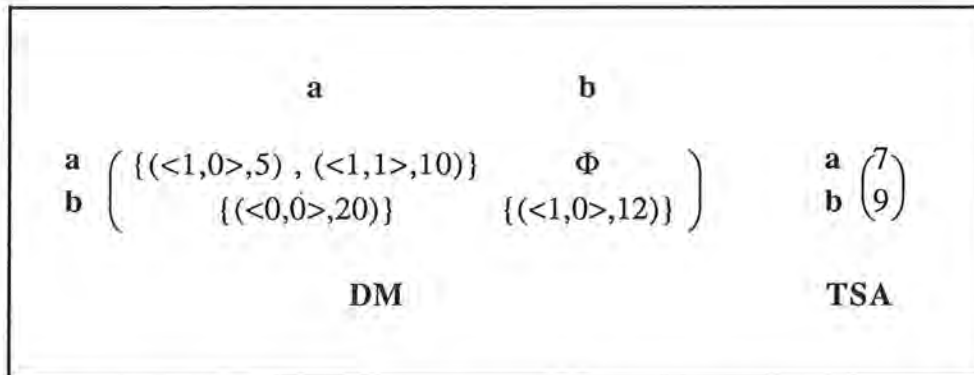 a b
a ( {(<1,0>,5) , (<1,1>,10)} Φ ) a (7)
b ( {(<0,0>,20)} {(<1,0>,12)} ) b (9)
DM TSA